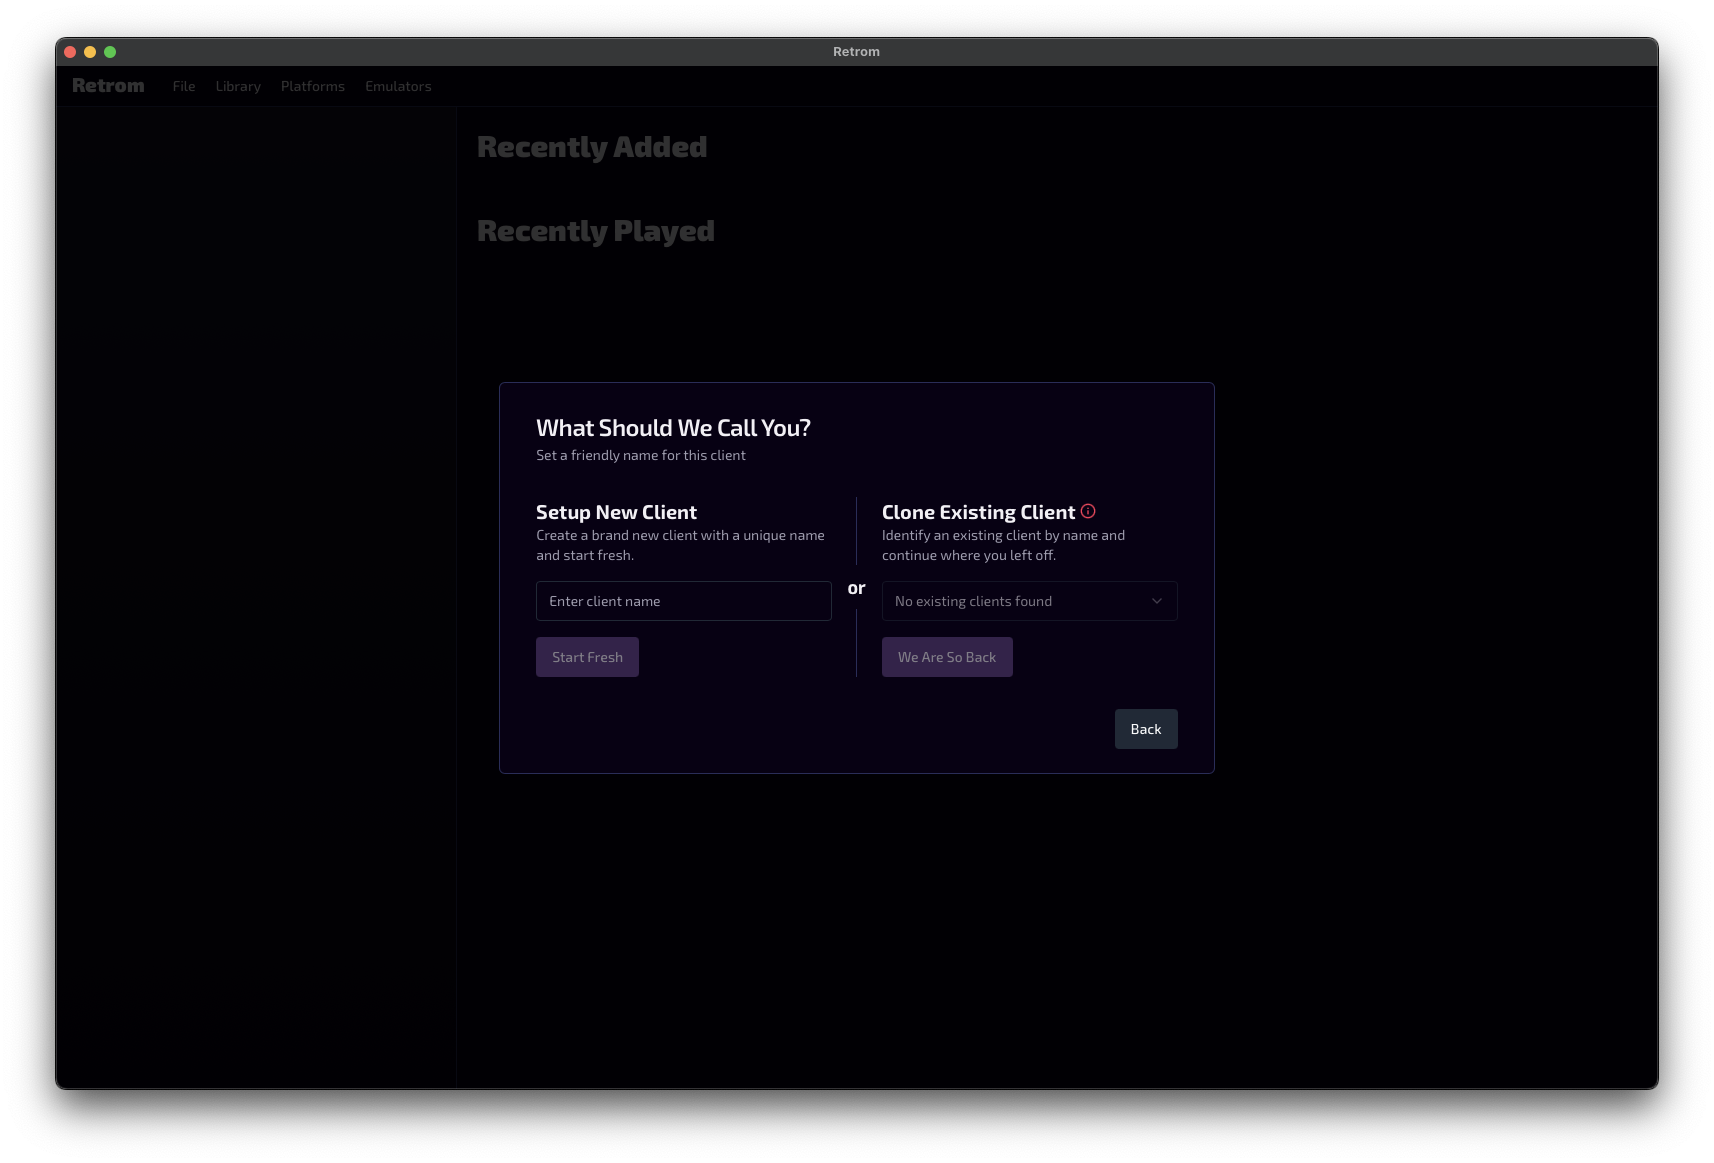 Retrom
Retrom File Library Platforms Emulators
Recently Added
Recently Played
What Should We Call You?
Set a friendly name for this client
Setup New Client
Create a brand new client with a unique name
and start fresh.
Enter client name
Start Fresh
or
Clone Existing Client
Identify an existing client by name and
continue where you left off.
No existing clients found
We Are So Back
Back